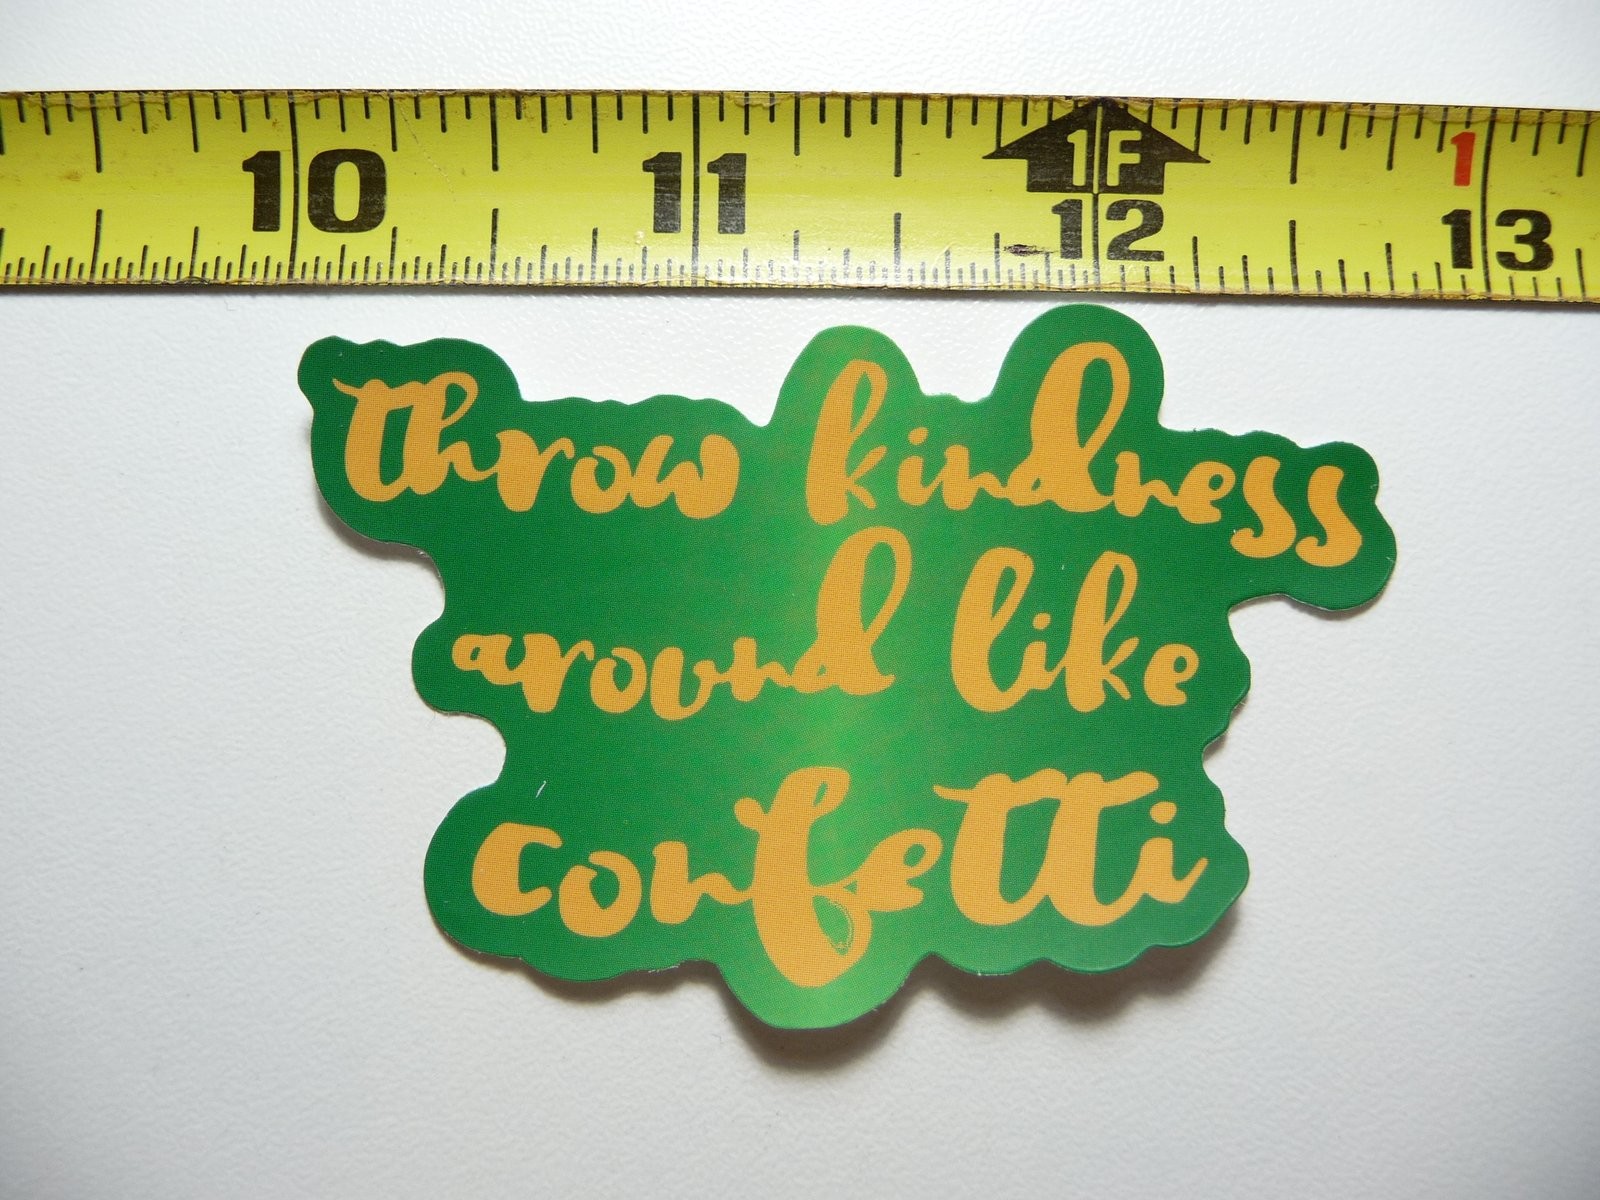 10 11 1F 12 1 13
throw kindness
around like
confetti